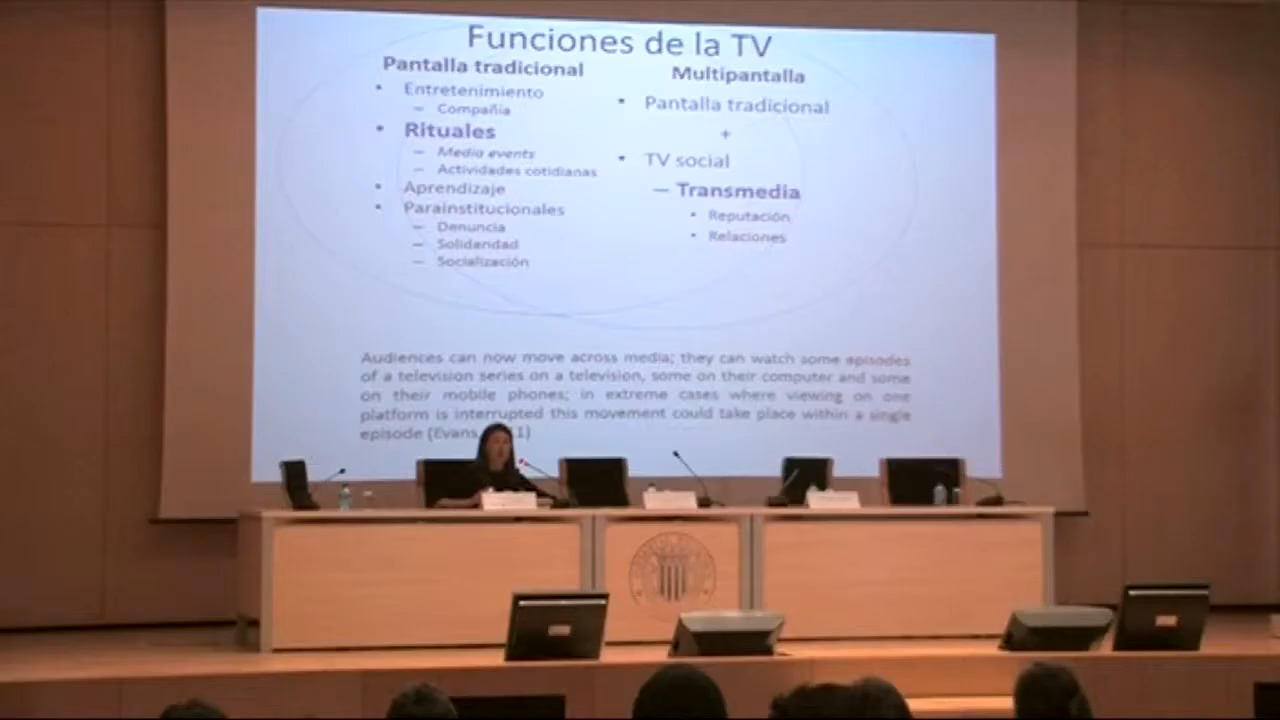 Funciones de la TV
Pantalla tradicional
• Entretenimiento
– Compañía
• Rituales
– Media events
– Actividades cotidianas
• Aprendizaje
• Parainstitucionales
– Denuncia
– Solidaridad
– Socialización
Multipantalla
• Pantalla tradicional
+
• TV social
– Transmedia
• Reputación
• Relaciones
Audiences can now move across media; they can watch some episodes
of a television series on a television, some on their computer and some
on their mobile phones; in extreme cases where viewing on one
platform is interrupted this movement could take place within a single
episode (Evans, 11)